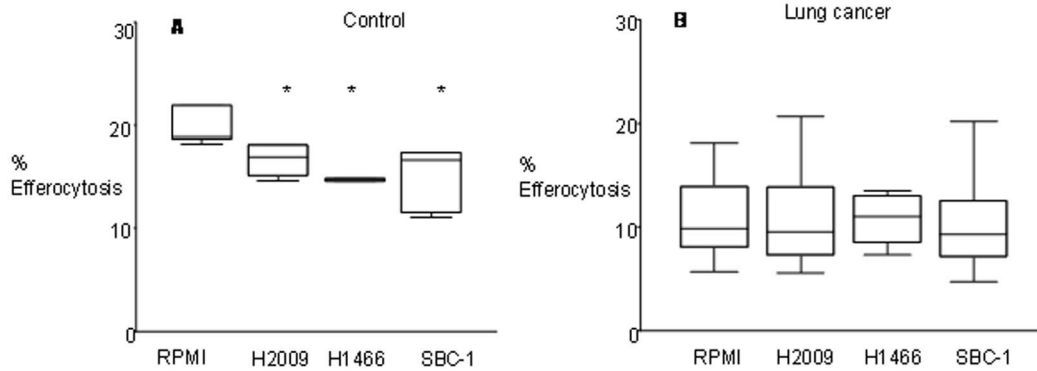 A
Control
30
20
10
0
%
Efferocytosis
* * *
RPMI H2009 H1466 SBC-1
B
Lung cancer
30
20
10
0
%
Efferocytosis
RPMI H2009 H1466 SBC-1